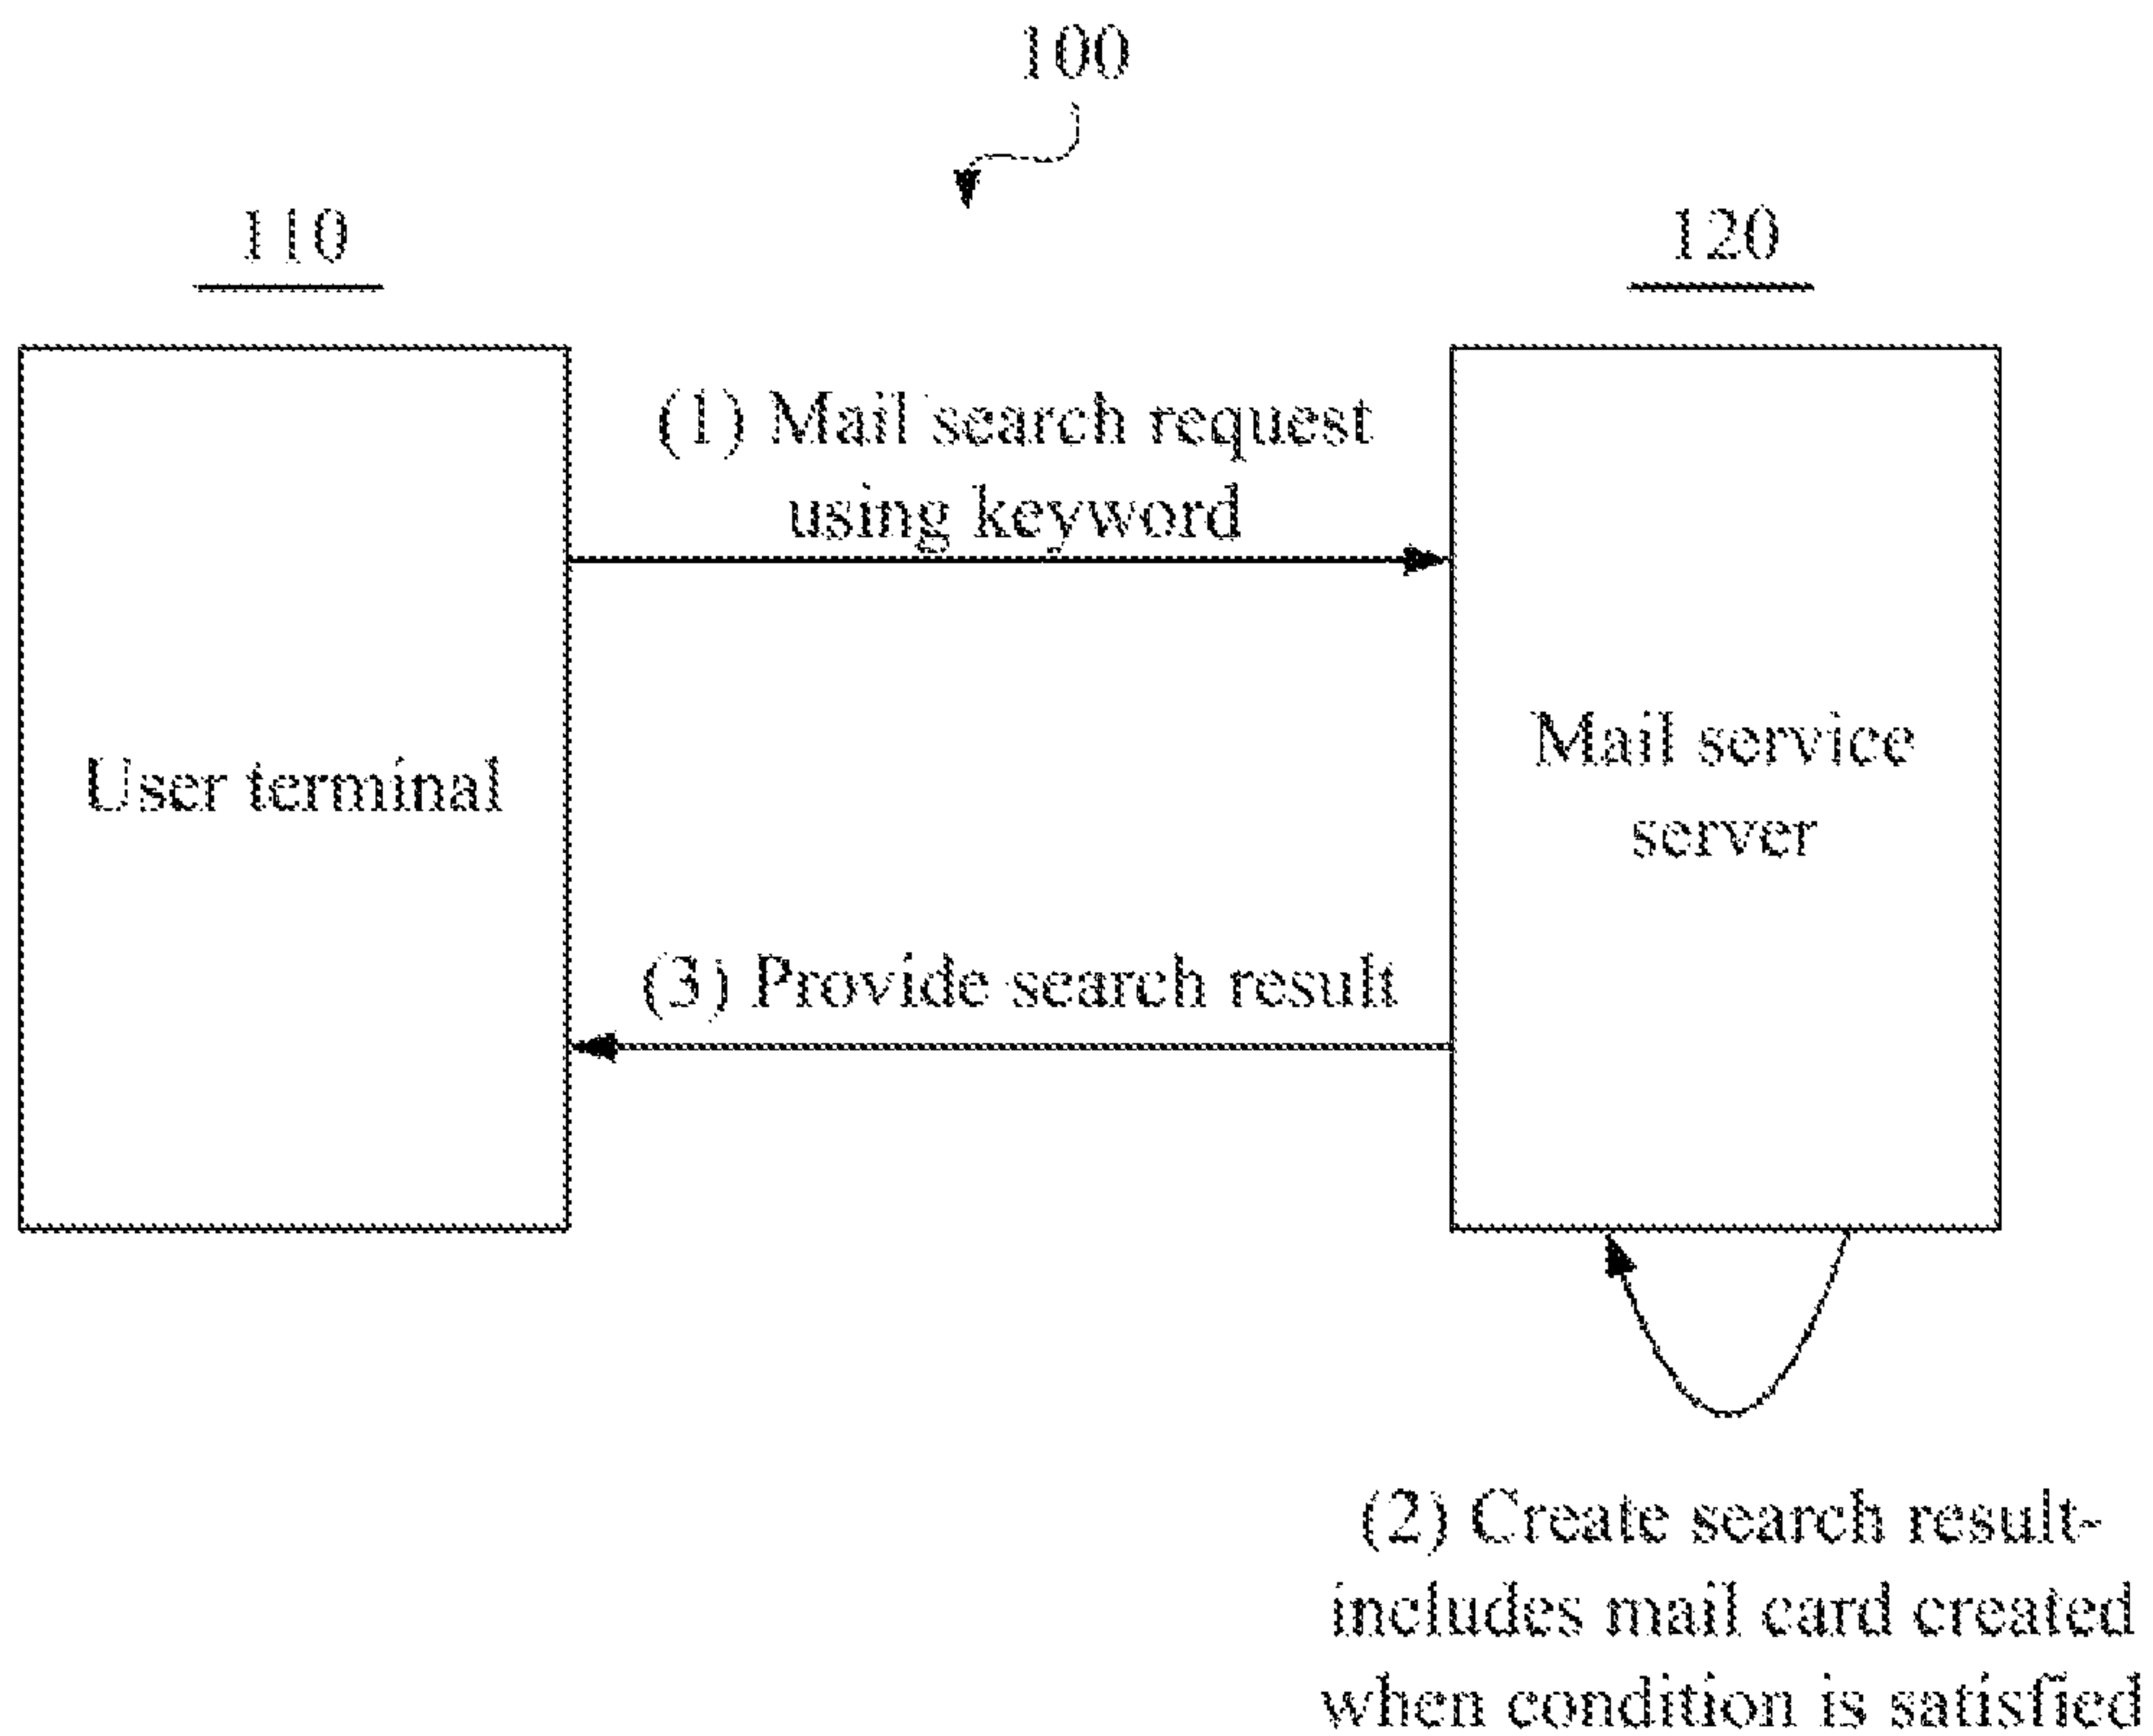 100
110
120
(1) Mail search request
using keyword
User terminal
Mail service
server
(3) Provide search result
(2) Create search result-
includes mail card created
when condition is satisfied